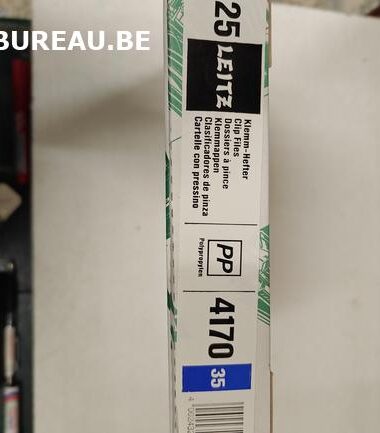 BUREAU.BE
25
LEITZ
Klemm-Hefter
Clip Files
Dossiers à pince
Klemmappen
Clasificadores de pinza
Cartelle con pressino
PP
Polypropylen
4170
35